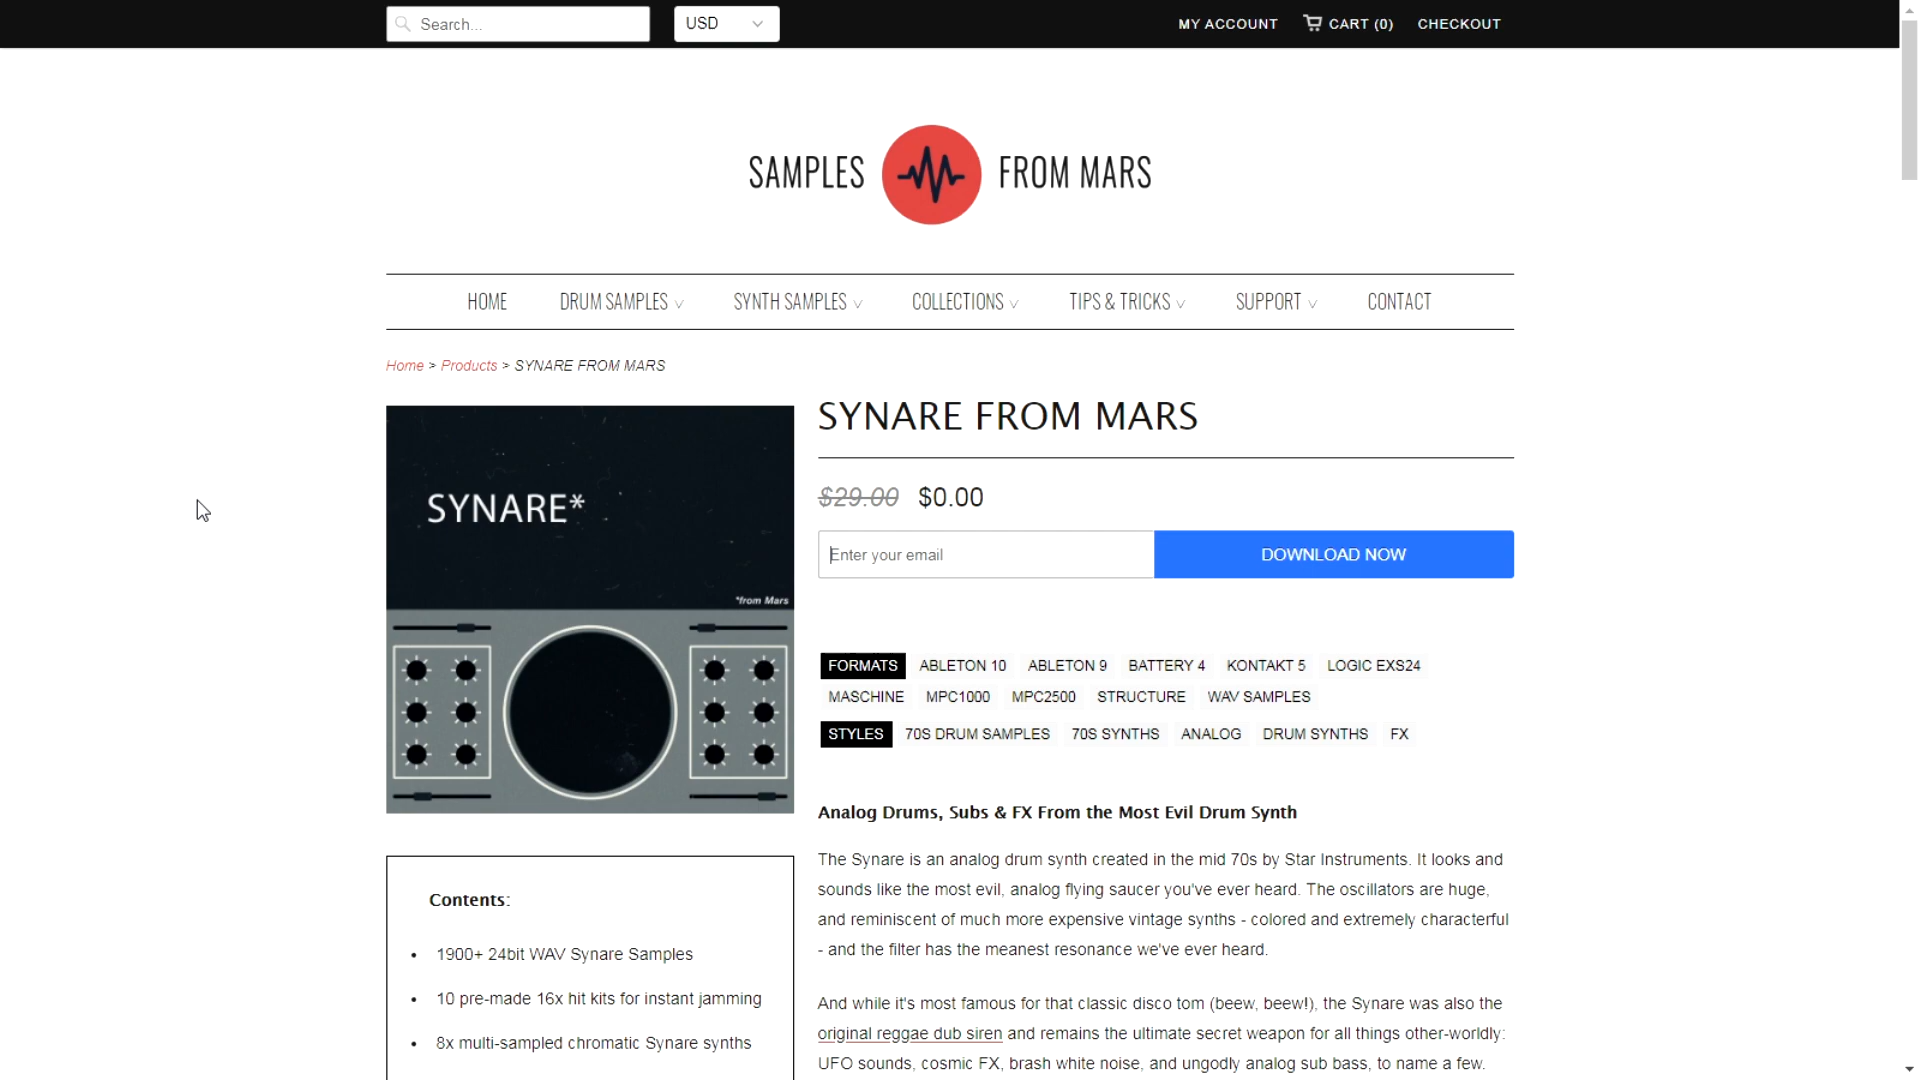 Search...
USD
MY ACCOUNT
CART (0)
CHECKOUT
SAMPLES FROM MARS
HOME
DRUM SAMPLES
SYNTH SAMPLES
COLLECTIONS
TIPS & TRICKS
SUPPORT
CONTACT
Home > Products > SYNARE FROM MARS
SYNARE*
*from Mars
SYNARE FROM MARS
$29.00 $0.00
Enter your email
DOWNLOAD NOW
FORMATS ABLETON 10 ABLETON 9 BATTERY 4 KONTAKT 5 LOGIC EXS24
MASCHINE MPC1000 MPC2500 STRUCTURE WAV SAMPLES
STYLES 70S DRUM SAMPLES 70S SYNTHS ANALOG DRUM SYNTHS FX
Analog Drums, Subs & FX From the Most Evil Drum Synth
The Synare is an analog drum synth created in the mid 70s by Star Instruments. It looks and
sounds like the most evil, analog flying saucer you've ever heard. The oscillators are huge,
and reminiscent of much more expensive vintage synths - colored and extremely characterful
- and the filter has the meanest resonance we've ever heard.
And while it's most famous for that classic disco tom (beew, beew!), the Synare was also the
original reggae dub siren and remains the ultimate secret weapon for all things other-worldly:
UFO sounds, cosmic FX, brash white noise, and ungodly analog sub bass, to name a few.
Contents:
• 1900+ 24bit WAV Synare Samples
• 10 pre-made 16x hit kits for instant jamming
• 8x multi-sampled chromatic Synare synths